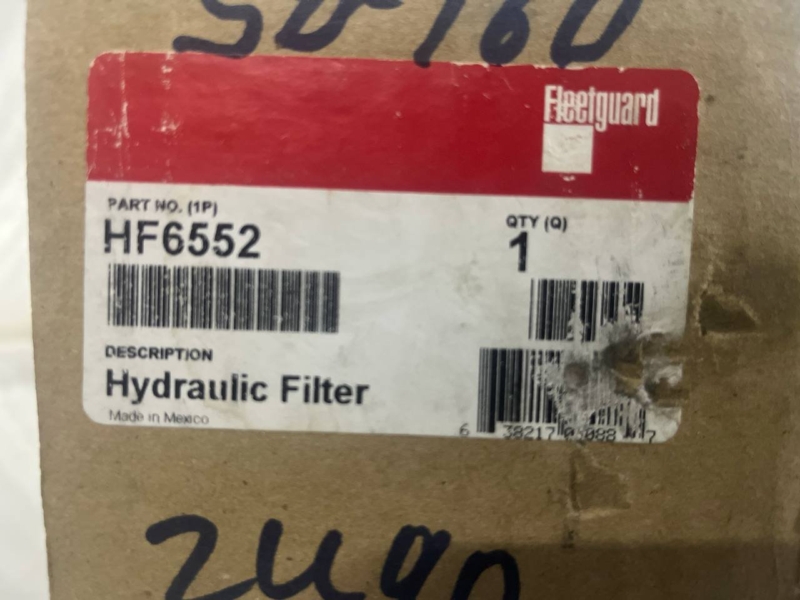 Fleetguard
PART NO. (1P)
HF6552
QTY (Q)
1
DESCRIPTION
Hydraulic Filter
Made in Mexico